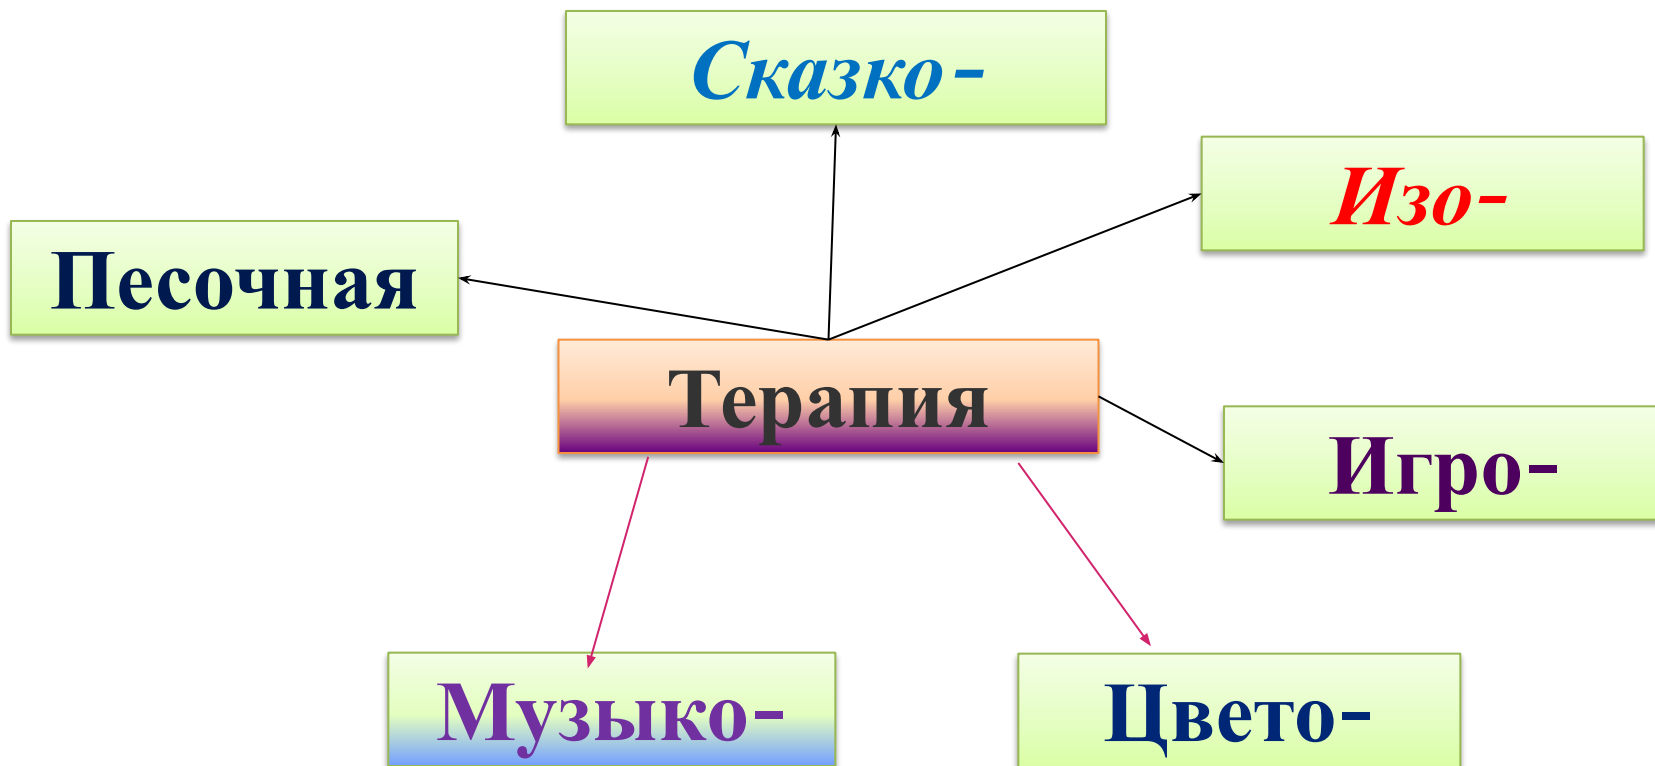 Сказко-
Изо-
Песочная
Терапия
Игро-
Музыко-
Цвето-